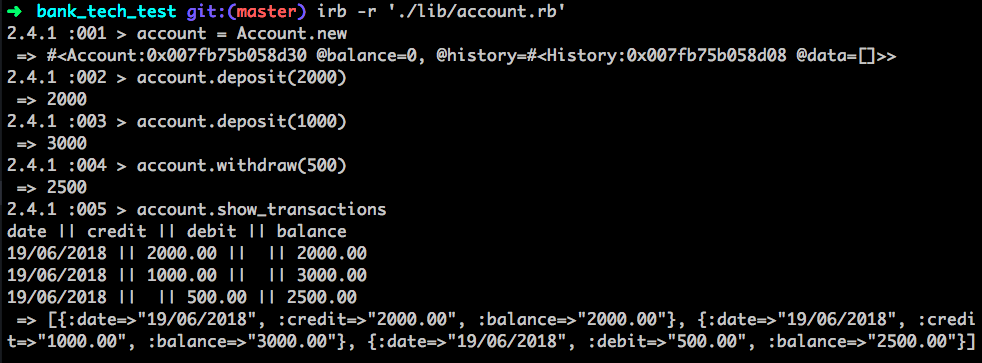 ➜ bank_tech_test git:(master) irb -r './lib/account.rb'
2.4.1 :001 > account = Account.new
=> #<Account:0x007fb75b058d30 @balance=0, @history=#<History:0x007fb75b058d08 @data=[]>>
2.4.1 :002 > account.deposit(2000)
=> 2000
2.4.1 :003 > account.deposit(1000)
=> 3000
2.4.1 :004 > account.withdraw(500)
=> 2500
2.4.1 :005 > account.show_transactions
date || credit || debit || balance
19/06/2018 || 2000.00 ||  || 2000.00
19/06/2018 || 1000.00 ||  || 3000.00
19/06/2018 ||  || 500.00 || 2500.00
=> [{:date=>"19/06/2018", :credit=>"2000.00", :balance=>"2000.00"}, {:date=>"19/06/2018", :credi
t=>"1000.00", :balance=>"3000.00"}, {:date=>"19/06/2018", :debit=>"500.00", :balance=>"2500.00"}]